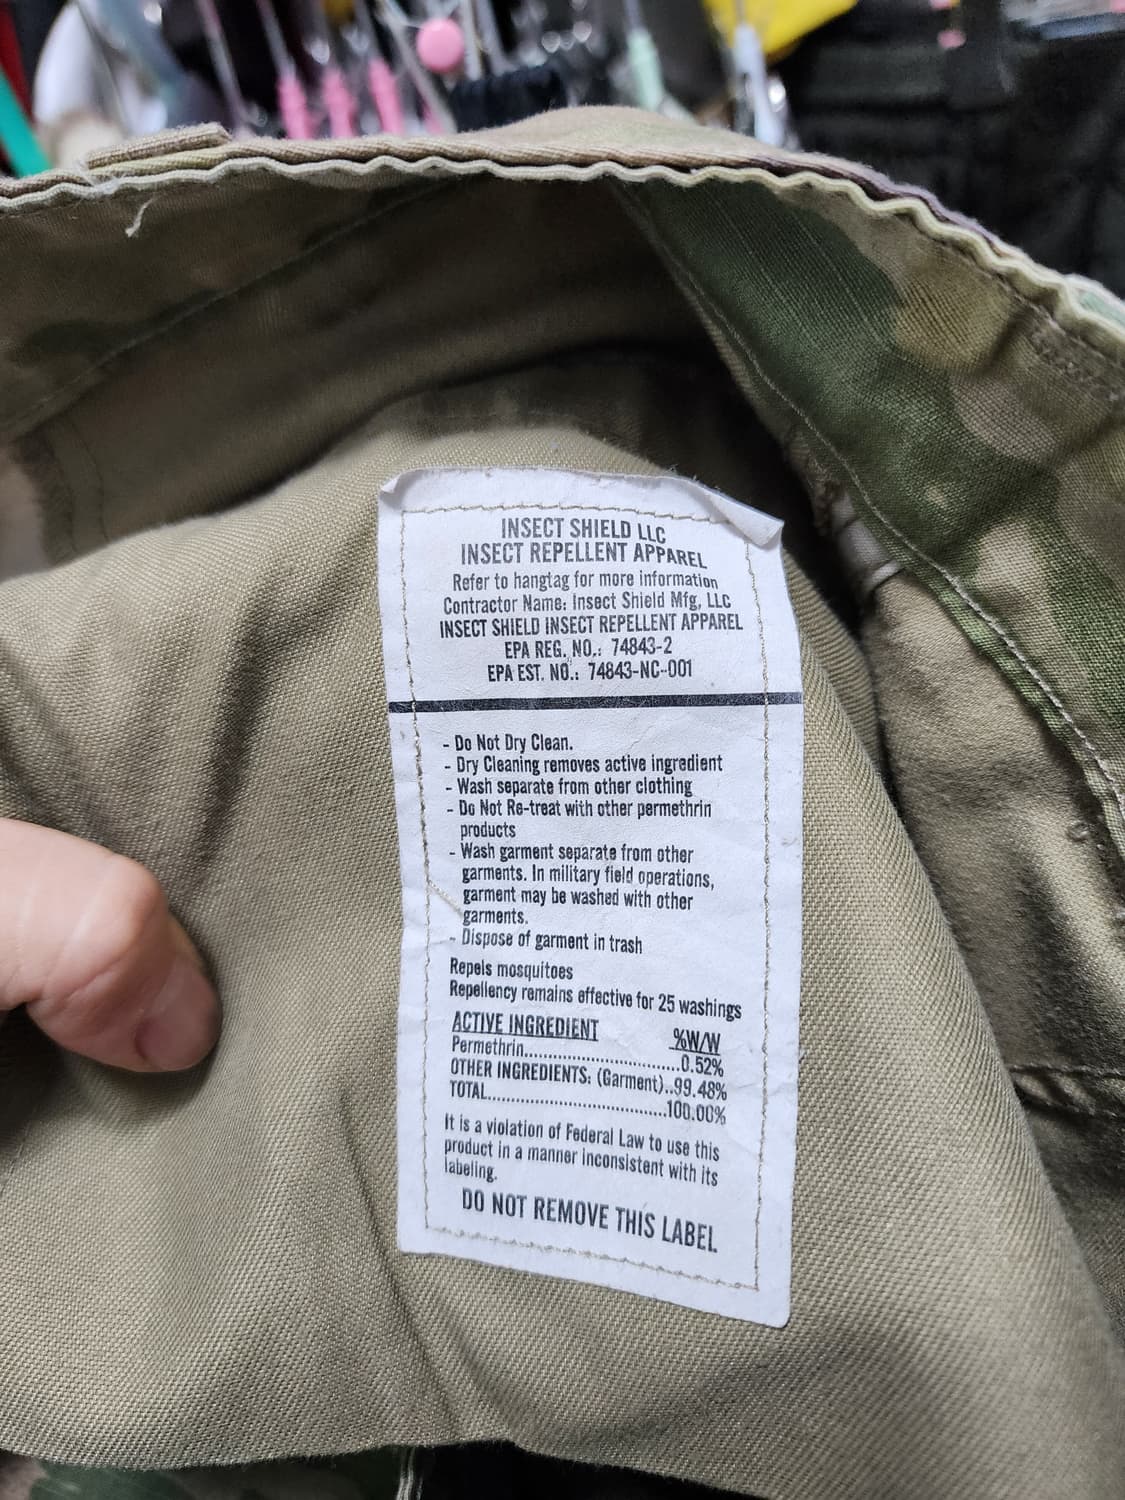 INSECT SHIELD LLC
INSECT REPELLENT APPAREL
Refer to hangtag for more information
Contractor Name: Insect Shield Mfg, LLC
INSECT SHIELD INSECT REPELLENT APPAREL
EPA REG. NO.: 74843-2
EPA EST. NO.: 74843-NC-001
- Do Not Dry Clean.
- Dry Cleaning removes active ingredient
- Wash separate from other clothing
- Do Not Re-treat with other permethrin
products
- Wash garment separate from other
garments. In military field operations,
garment may be washed with other
garments.
- Dispose of garment in trash
Repels mosquitoes
Repellency remains effective for 25 washings
ACTIVE INGREDIENT %W/W
Permethrin..............................0.52%
OTHER INGREDIENTS: (Garment)..99.48%
TOTAL...................................100.00%
It is a violation of Federal Law to use this
product in a manner inconsistent with its
labeling.
DO NOT REMOVE THIS LABEL